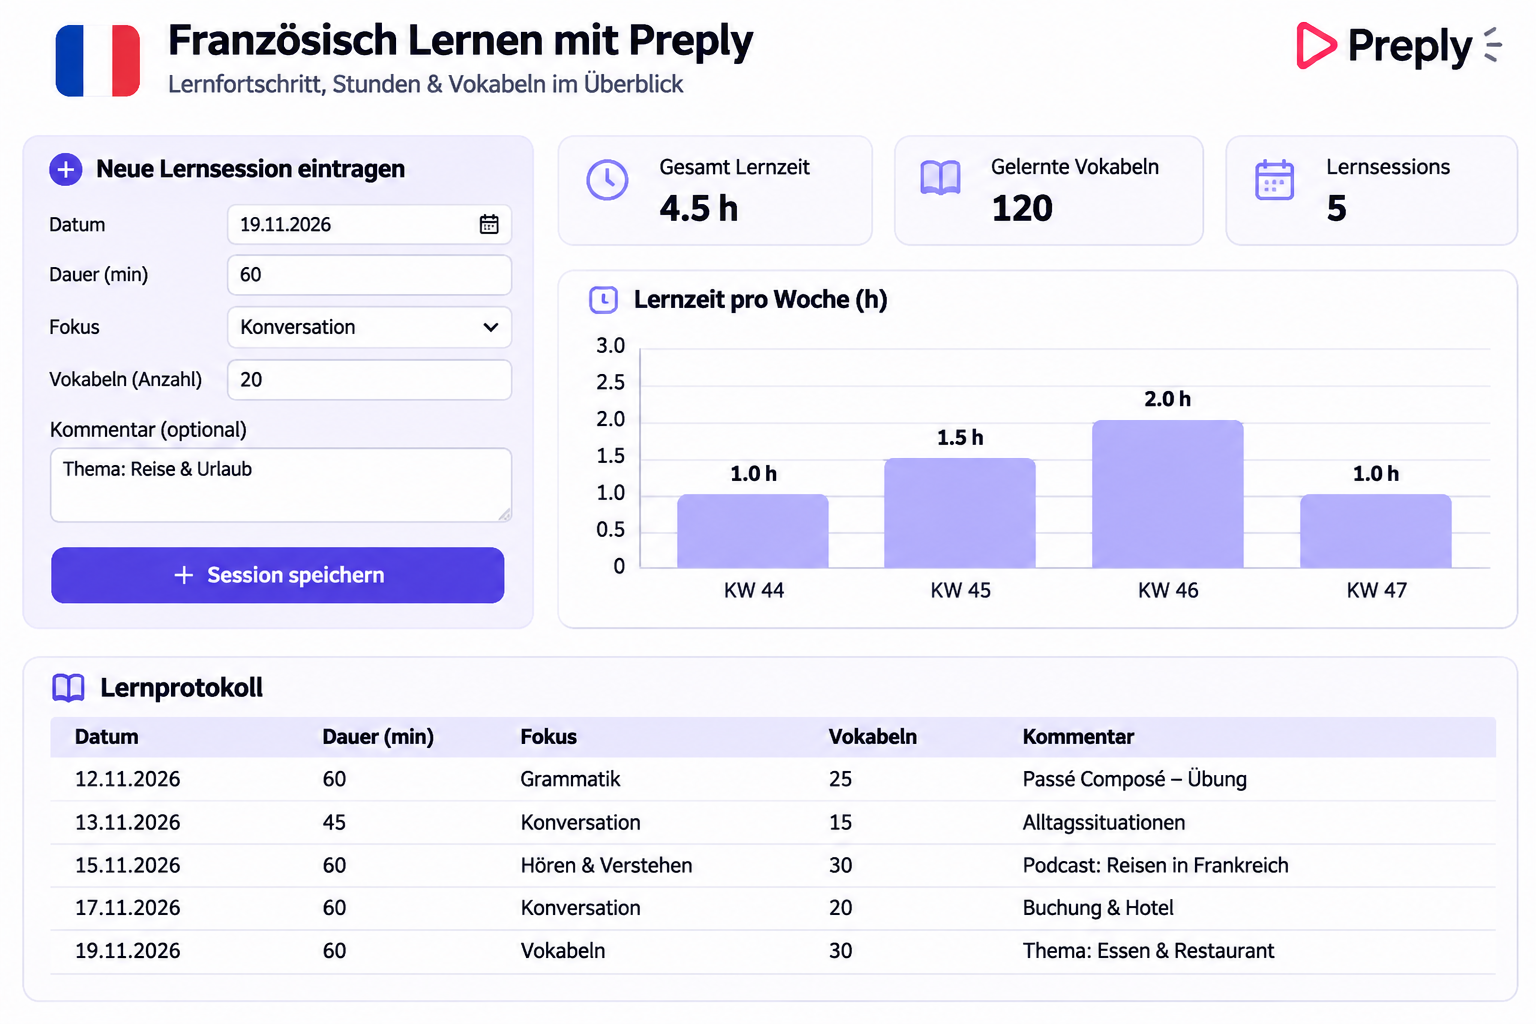 Französisch Lernen mit Preply
Lernfortschritt, Stunden & Vokabeln im Überblick
Preply
Neue Lernsession eintragen
Datum
19.11.2026
Dauer (min)
60
Fokus
Konversation
Vokabeln (Anzahl)
20
Kommentar (optional)
Thema: Reise & Urlaub
+ Session speichern
Gesamt Lernzeit
4.5 h
Gelernte Vokabeln
120
Lernsessions
5
Lernzeit pro Woche (h)
3.0
2.5
2.0
1.5
1.0
0.5
0
1.0 h
1.5 h
2.0 h
1.0 h
KW 44 KW 45 KW 46 KW 47
Lernprotokoll
Datum Dauer (min) Fokus Vokabeln Kommentar
12.11.2026 60 Grammatik 25 Passé Composé – Übung
13.11.2026 45 Konversation 15 Alltagssituationen
15.11.2026 60 Hören & Verstehen 30 Podcast: Reisen in Frankreich
17.11.2026 60 Konversation 20 Buchung & Hotel
19.11.2026 60 Vokabeln 30 Thema: Essen & Restaurant